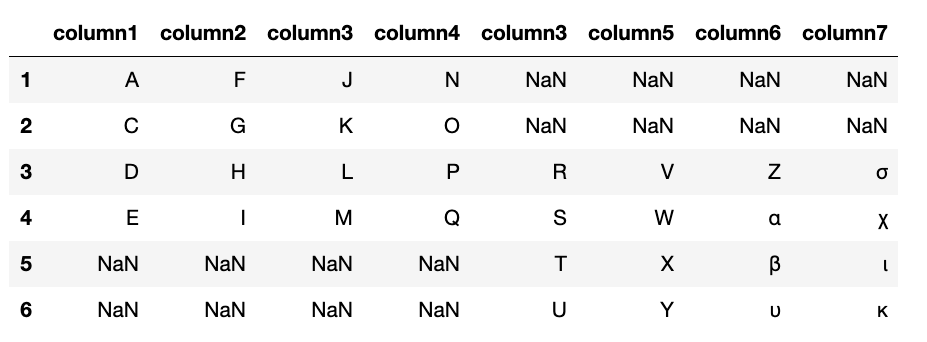 column1 column2 column3 column4 column3 column5 column6 column7
1 A F J N NaN NaN NaN NaN
2 C G K O NaN NaN NaN NaN
3 D H L P R V Z σ
4 E I M Q S W α χ
5 NaN NaN NaN NaN T X β ι
6 NaN NaN NaN NaN U Y υ κ